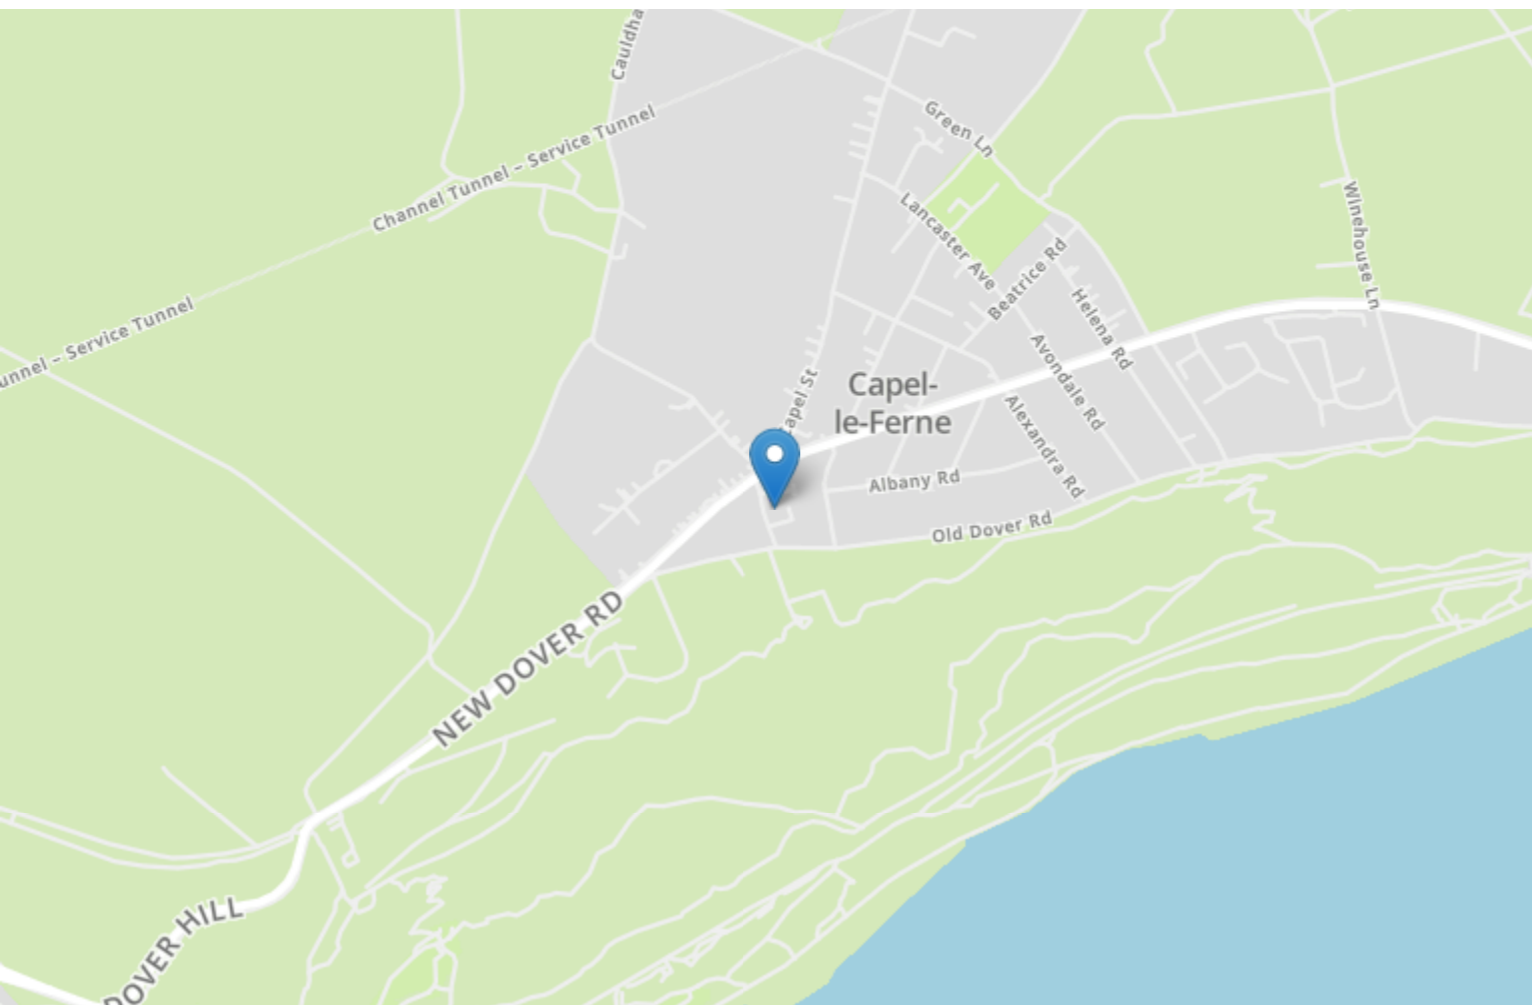 Cauldha
Channel Tunnel – Service Tunnel
Green Ln
Lancaster Ave
Winehouse Ln
Beatrice Rd
Helena Rd
unnel – Service Tunnel
Avondale Rd
apel St
Capel-
le-Ferne
Alexandra Rd
Albany Rd
Old Dover Rd
NEW DOVER RD
DOVER HILL